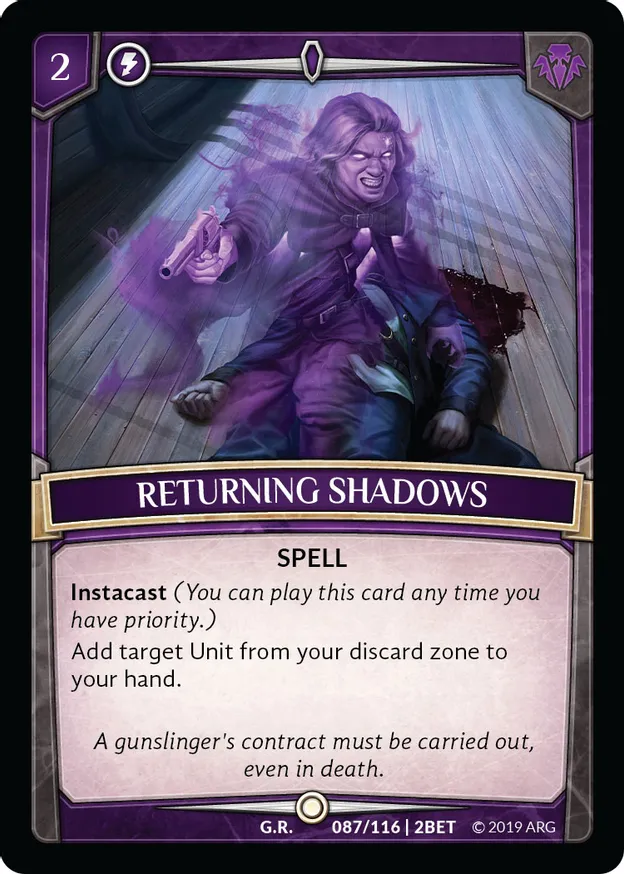 2
RETURNING SHADOWS
SPELL
Instacast (You can play this card any time you
have priority.)
Add target Unit from your discard zone to
your hand.
A gunslinger's contract must be carried out,
even in death.
G.R. 087/116 | 2BET © 2019 ARG